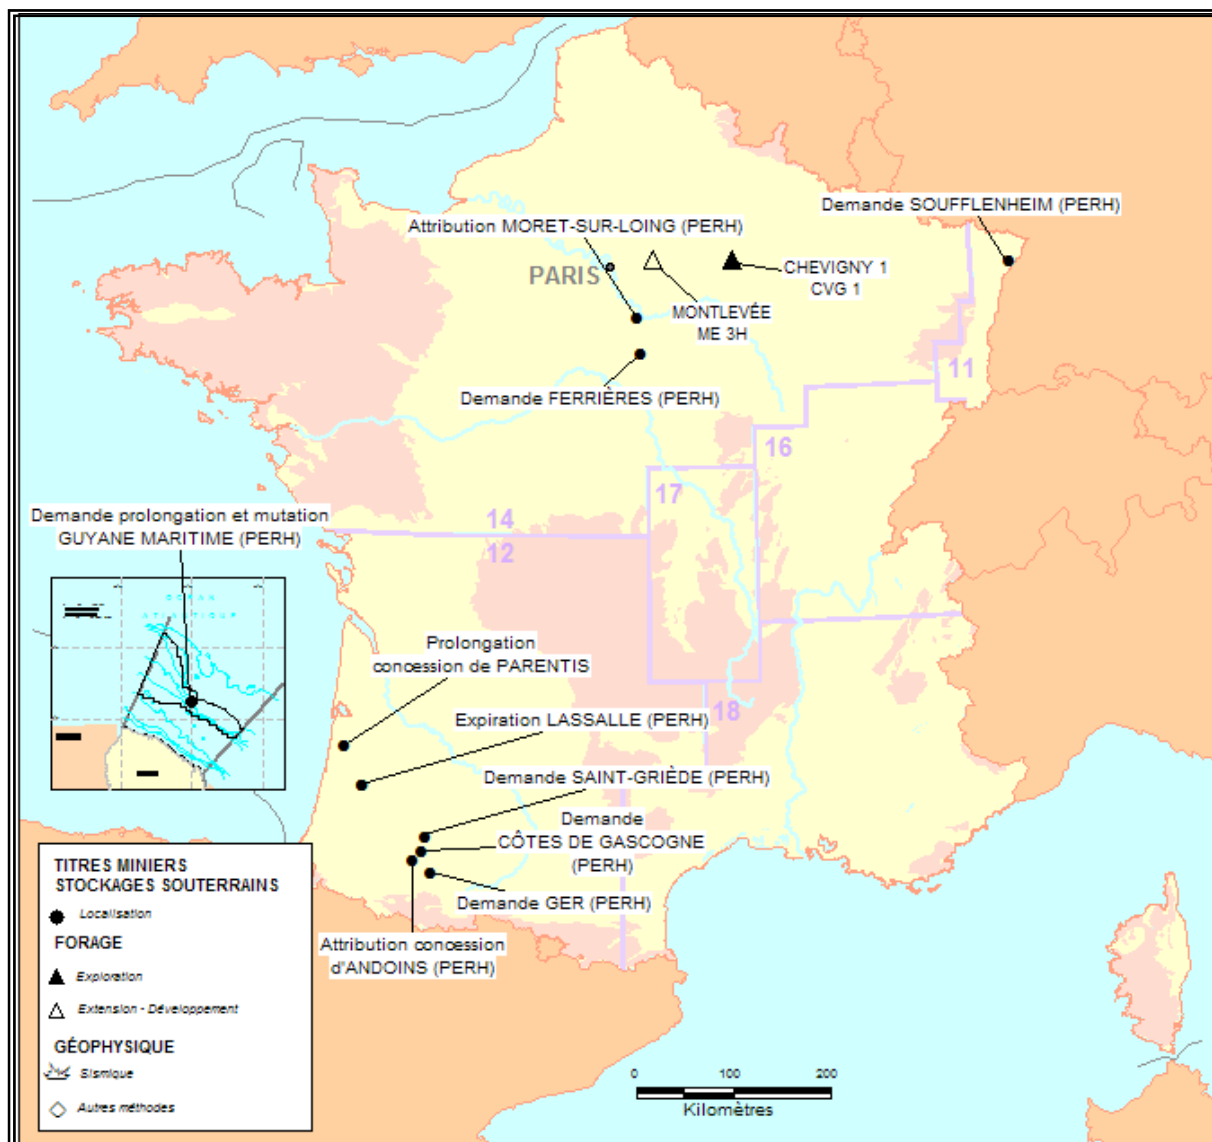 Demande SOUFFLENHEIM (PERH)
Attribution MORET-SUR-LOING (PERH)
PARIS
CHEVIGNY 1
CVG 1
MONTLEVÉE
ME 3H
11
Demande FERRIÈRES (PERH)
16
17
14
12
Demande prolongation et mutation
GUYANE MARITIME (PERH)
OCEAN
ATLANTIQUE
Prolongation
concession de PARENTIS
18
Expiration LASSALLE (PERH)
Demande SAINT-GRIÈDE (PERH)
Demande
CÔTES DE GASCOGNE
(PERH)
Demande GER (PERH)
Attribution concession
d'ANDOINS (PERH)
TITRES MINIERS
STOCKAGES SOUTERRAINS
Localisation
FORAGE
Exploration
Extension - Développement
GÉOPHYSIQUE
Sismique
Autres méthodes
0 100 200
Kilomètres